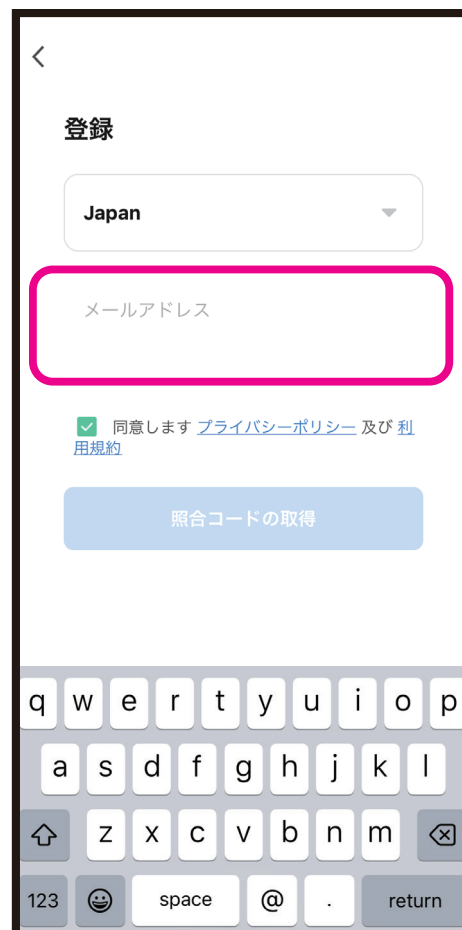 登録
Japan
メールアドレス
同意します プライバシーポリシー 及び 利
用規約
照合コードの取得
q w e r t y u i o p
a s d f g h j k l
z x c v b n m
123 space @ . return